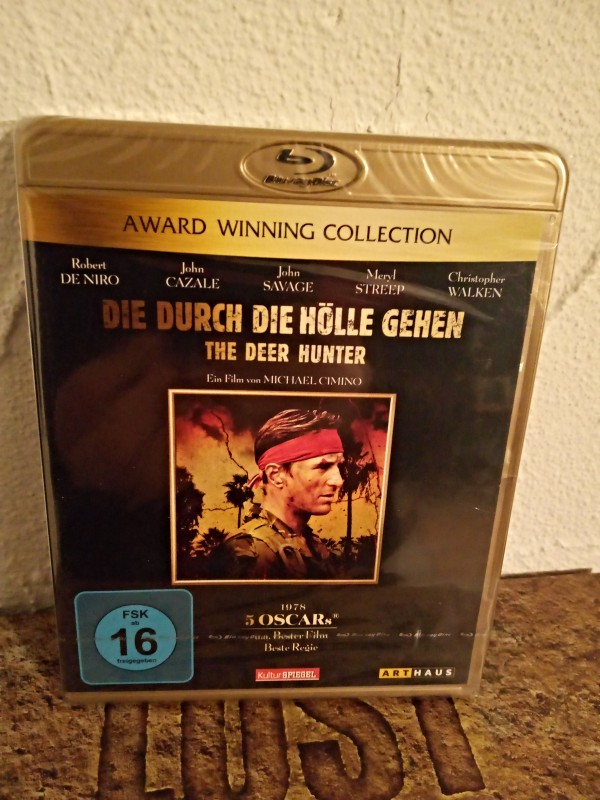 Blu-ray Disc
AWARD WINNING COLLECTION
Robert DE NIRO
John CAZALE
John SAVAGE
Meryl STREEP
Christopher WALKEN
DIE DURCH DIE HÖLLE GEHEN
THE DEER HUNTER
Ein Film von MICHAEL CIMINO
1978
5 OSCARs®
u.a. Bester Film
Beste Regie
FSK
ab
16
freigegeben
KulturSPIEGEL
ARTHAUS
LOST